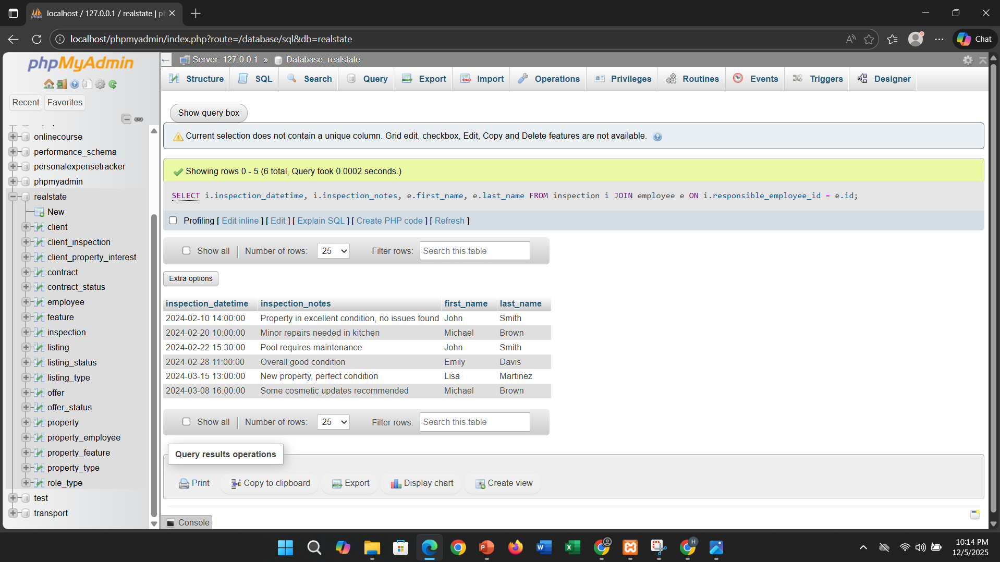 localhost / 127.0.0.1 / realstate | ph
localhost/phpmyadmin/index.php?route=/database/sql&db=realstate
Chat
phpMyAdmin
Recent
Favorites
onlinecourse
performance_schema
personalexpensetracker
phpmyadmin
realstate
New
client
client_inspection
client_property_interest
contract
contract_status
employee
feature
inspection
listing
listing_status
listing_type
offer
offer_status
property
property_employee
property_feature
property_type
role_type
test
transport
Server: 127.0.0.1 » Database: realstate
Structure SQL Search Query Export Import Operations Privileges Routines Events Triggers Designer
Show query box
Current selection does not contain a unique column. Grid edit, checkbox, Edit, Copy and Delete features are not available.
Showing rows 0 - 5 (6 total, Query took 0.0002 seconds.)
SELECT i.inspection_datetime, i.inspection_notes, e.first_name, e.last_name FROM inspection i JOIN employee e ON i.responsible_employee_id = e.id;
Profiling [ Edit inline ] [ Edit ] [ Explain SQL ] [ Create PHP code ] [ Refresh ]
Show all | Number of rows: 25 Filter rows: Search this table
Extra options
inspection_datetime inspection_notes first_name last_name
2024-02-10 14:00:00 Property in excellent condition, no issues found John Smith
2024-02-20 10:00:00 Minor repairs needed in kitchen Michael Brown
2024-02-22 15:30:00 Pool requires maintenance John Smith
2024-02-28 11:00:00 Overall good condition Emily Davis
2024-03-15 13:00:00 New property, perfect condition Lisa Martinez
2024-03-08 16:00:00 Some cosmetic updates recommended Michael Brown
Show all | Number of rows: 25 Filter rows: Search this table
Query results operations
Print Copy to clipboard Export Display chart Create view
Console
10:14 PM
12/5/2025